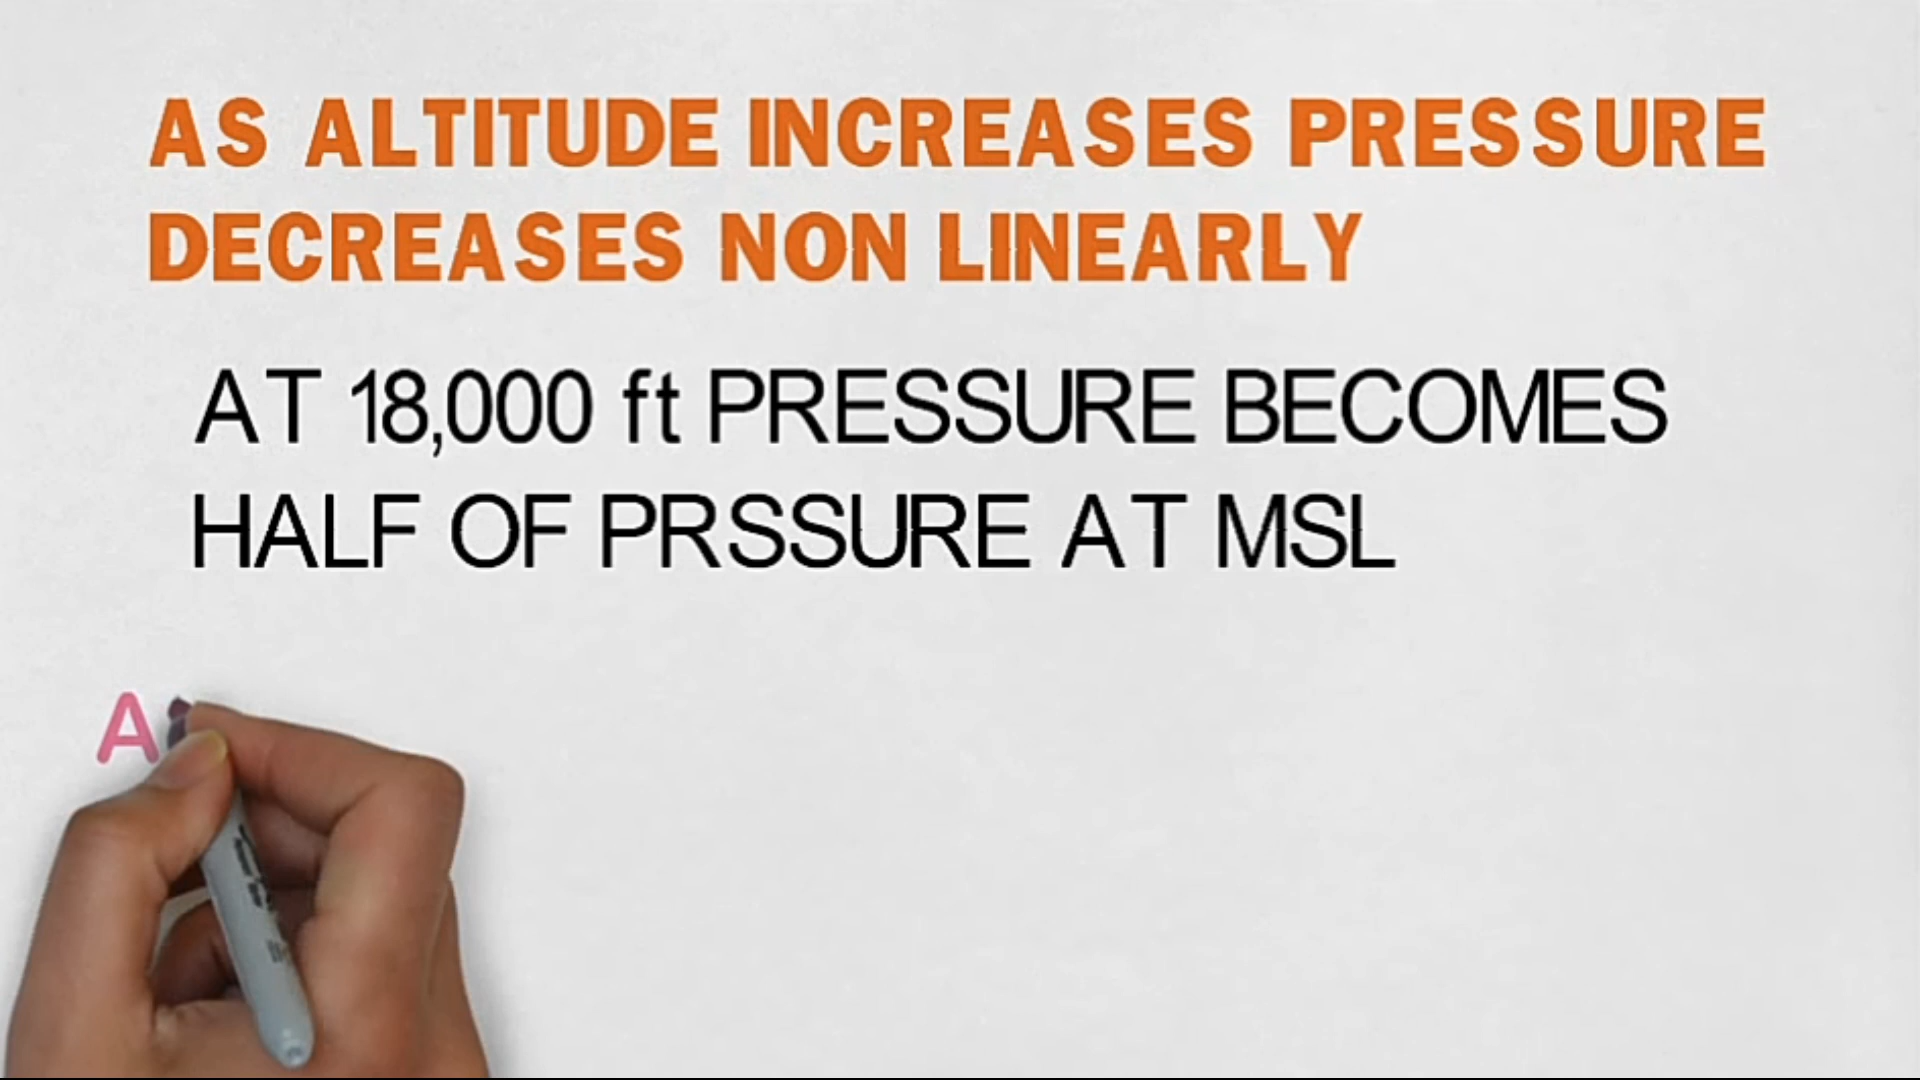 AS ALTITUDE INCREASES PRESSURE
DECREASES NON LINEARLY
AT 18,000 ft PRESSURE BECOMES
HALF OF PRSSURE AT MSL
A